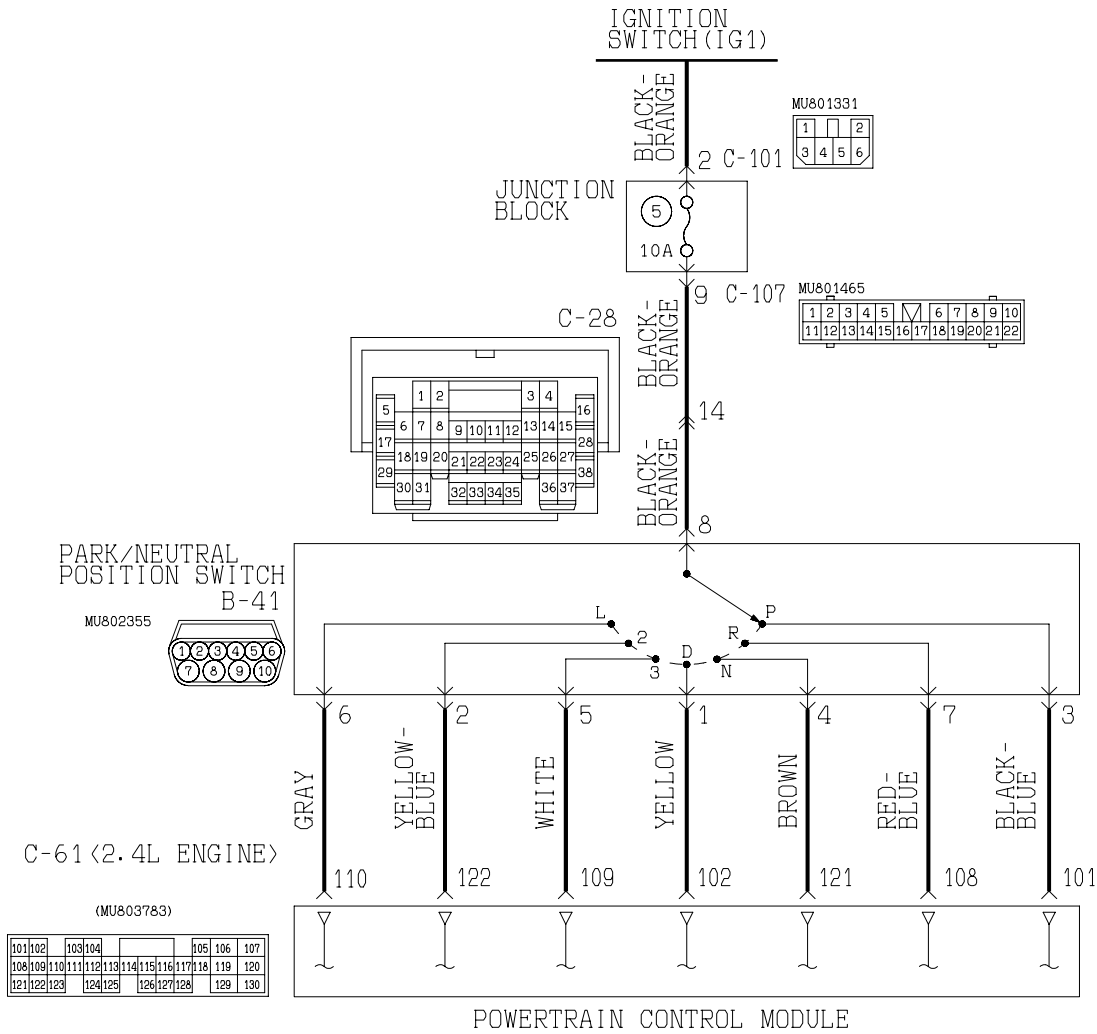 IGNITION
SWITCH(IG1)
BLACK-
ORANGE
MU801331
1 2
3 4 5 6
2 C-101
JUNCTION
BLOCK
5
10A
9 C-107
MU801465
1 2 3 4 5 6 7 8 9 10
11 12 13 14 15 16 17 18 19 20 21 22
BLACK-
ORANGE
C-28
1 2 3 4
5 16
6 7 8 9 10 11 12 13 14 15
17 28
18 19 20 21 22 23 24 25 26 27
29 38
30 31 32 33 34 35 36 37
14
BLACK-
ORANGE
8
PARK/NEUTRAL
POSITION SWITCH
B-41
MU802355
1 2 3 4 5 6
7 8 9 10
L 2 3 D N R P
6 2 5 1 4 7 3
GRAY
YELLOW-
BLUE
WHITE
YELLOW
BROWN
RED-
BLUE
BLACK-
BLUE
C-61<2.4L ENGINE>
110 122 109 102 121 108 101
(MU803783)
101 102 103 104 105 106 107
108 109 110 111 112 113 114 115 116 117 118 119 120
121 122 123 124 125 126 127 128 129 130
POWERTRAIN CONTROL MODULE